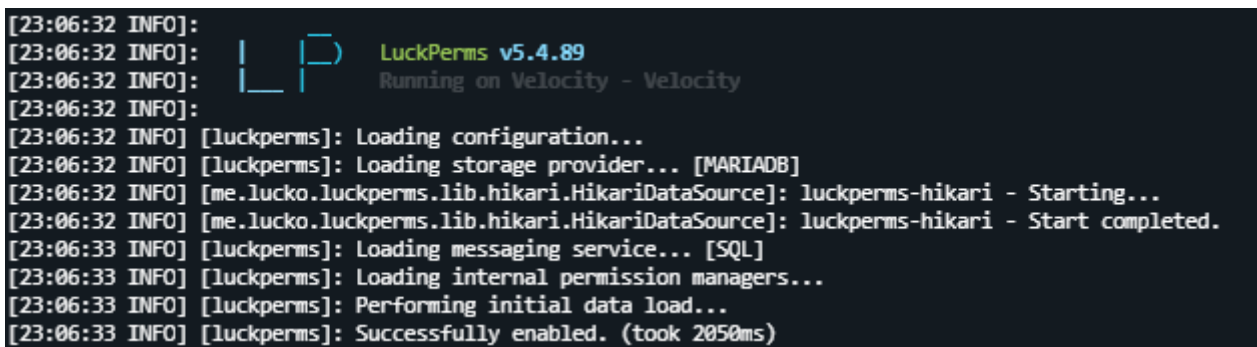 [23:06:32 INFO]:        __
[23:06:32 INFO]:   |    |__)   LuckPerms v5.4.89
[23:06:32 INFO]:   |___ |      Running on Velocity - Velocity
[23:06:32 INFO]:
[23:06:32 INFO] [luckperms]: Loading configuration...
[23:06:32 INFO] [luckperms]: Loading storage provider... [MARIADB]
[23:06:32 INFO] [me.lucko.luckperms.lib.hikari.HikariDataSource]: luckperms-hikari - Starting...
[23:06:32 INFO] [me.lucko.luckperms.lib.hikari.HikariDataSource]: luckperms-hikari - Start completed.
[23:06:33 INFO] [luckperms]: Loading messaging service... [SQL]
[23:06:33 INFO] [luckperms]: Loading internal permission managers...
[23:06:33 INFO] [luckperms]: Performing initial data load...
[23:06:33 INFO] [luckperms]: Successfully enabled. (took 2050ms)